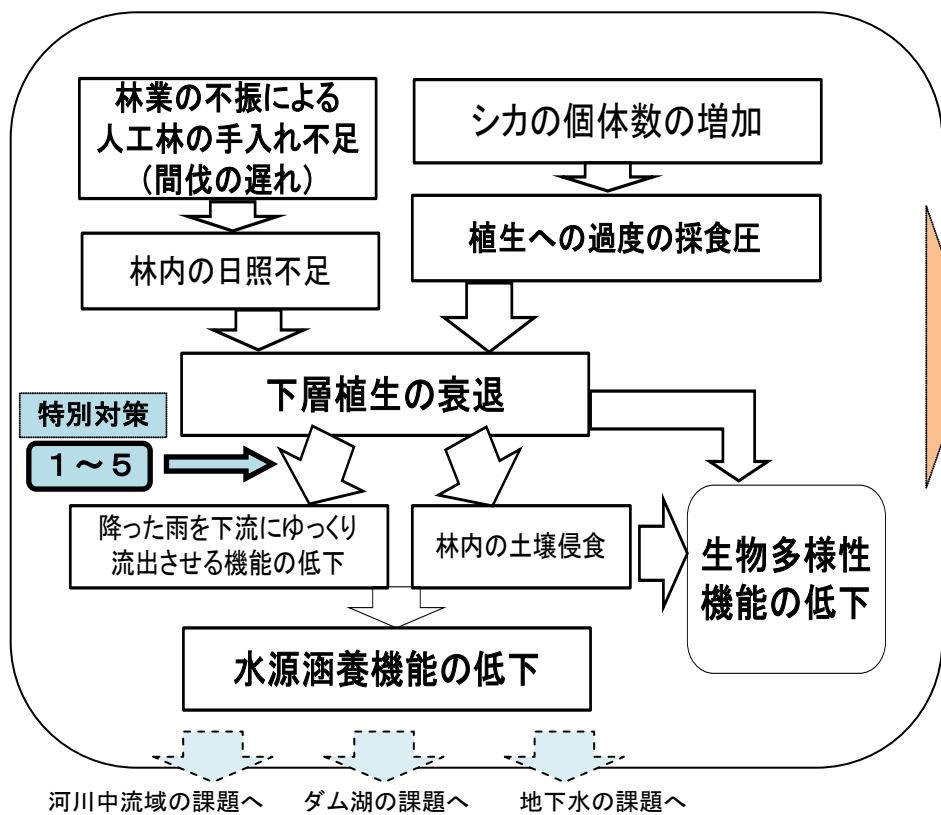 林業の不振による
人工林の手入れ不足
（間伐の遅れ）
シカの個体数の増加
林内の日照不足
植生への過度の採食圧
下層植生の衰退
特別対策
１～５
降った雨を下流にゆっくり
流出させる機能の低下
林内の土壌侵食
生物多様性
機能の低下
水源涵養機能の低下
河川中流域の課題へ
ダム湖の課題へ
地下水の課題へ